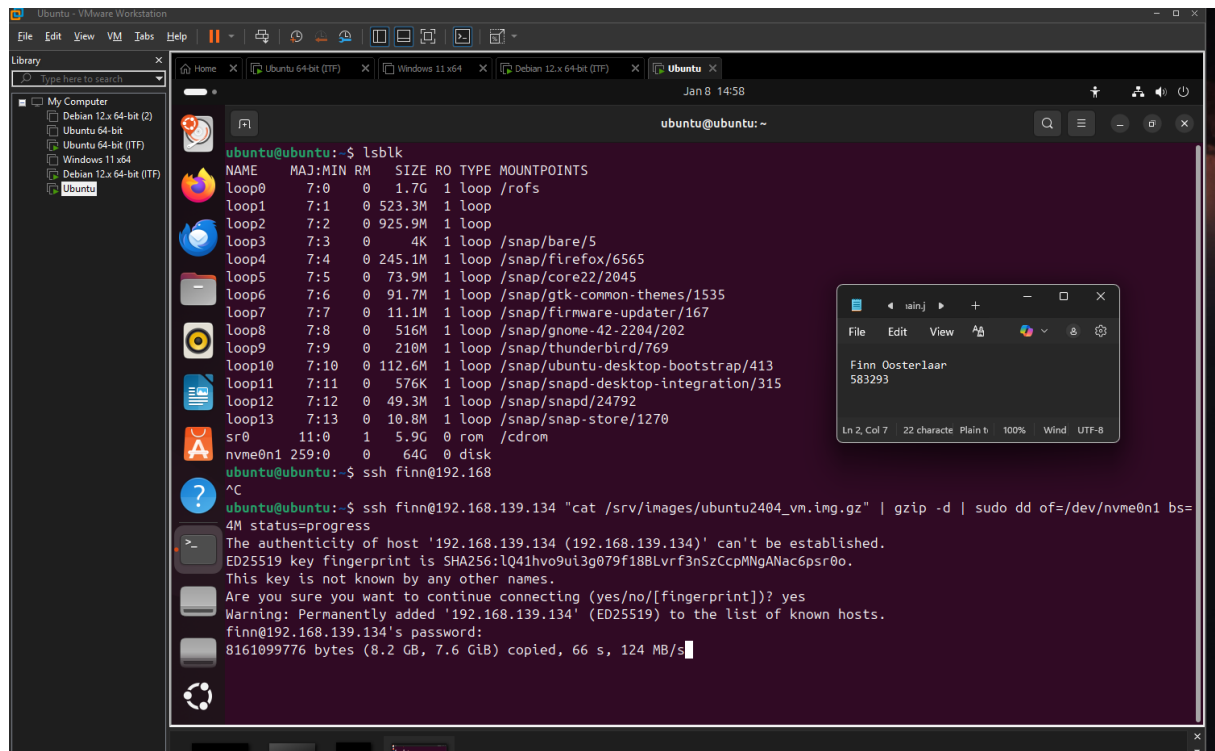 Ubuntu - VMware Workstation
File Edit View VM Tabs Help
Library
Type here to search
My Computer
Debian 12.x 64-bit (2)
Ubuntu 64-bit
Ubuntu 64-bit (ITF)
Windows 11 x64
Debian 12.x 64-bit (ITF)
Ubuntu
Home Ubuntu 64-bit (ITF) Windows 11 x64 Debian 12.x 64-bit (ITF) Ubuntu
Jan 8 14:58
ubuntu@ubuntu: ~
ubuntu@ubuntu:~$ lsblk
NAME MAJ:MIN RM SIZE RO TYPE MOUNTPOINTS
loop0 7:0 0 1.7G 1 loop /rofs
loop1 7:1 0 523.3M 1 loop
loop2 7:2 0 925.9M 1 loop
loop3 7:3 0 4K 1 loop /snap/bare/5
loop4 7:4 0 245.1M 1 loop /snap/firefox/6565
loop5 7:5 0 73.9M 1 loop /snap/core22/2045
loop6 7:6 0 91.7M 1 loop /snap/gtk-common-themes/1535
loop7 7:7 0 11.1M 1 loop /snap/firmware-updater/167
loop8 7:8 0 516M 1 loop /snap/gnome-42-2204/202
loop9 7:9 0 210M 1 loop /snap/thunderbird/769
loop10 7:10 0 112.6M 1 loop /snap/ubuntu-desktop-bootstrap/413
loop11 7:11 0 576K 1 loop /snap/snapd-desktop-integration/315
loop12 7:12 0 49.3M 1 loop /snap/snapd/24792
loop13 7:13 0 10.8M 1 loop /snap/snap-store/1270
sr0 11:0 1 5.9G 0 rom /cdrom
nvme0n1 259:0 0 64G 0 disk
ubuntu@ubuntu:~$ ssh finn@192.168
^C
ubuntu@ubuntu:~$ ssh finn@192.168.139.134 "cat /srv/images/ubuntu2404_vm.img.gz" | gzip -d | sudo dd of=/dev/nvme0n1 bs=
4M status=progress
The authenticity of host '192.168.139.134 (192.168.139.134)' can't be established.
ED25519 key fingerprint is SHA256:lQ41hvo9ui3g079f18BLvrf3nSzCcpMNgANac6psr0o.
This key is not known by any other names.
Are you sure you want to continue connecting (yes/no/[fingerprint])? yes
Warning: Permanently added '192.168.139.134' (ED25519) to the list of known hosts.
finn@192.168.139.134's password:
8161099776 bytes (8.2 GB, 7.6 GiB) copied, 66 s, 124 MB/s
File Edit View
Finn Oosterlaar
583293
Ln 2, Col 7 22 characte Plain t 100% Wind UTF-8